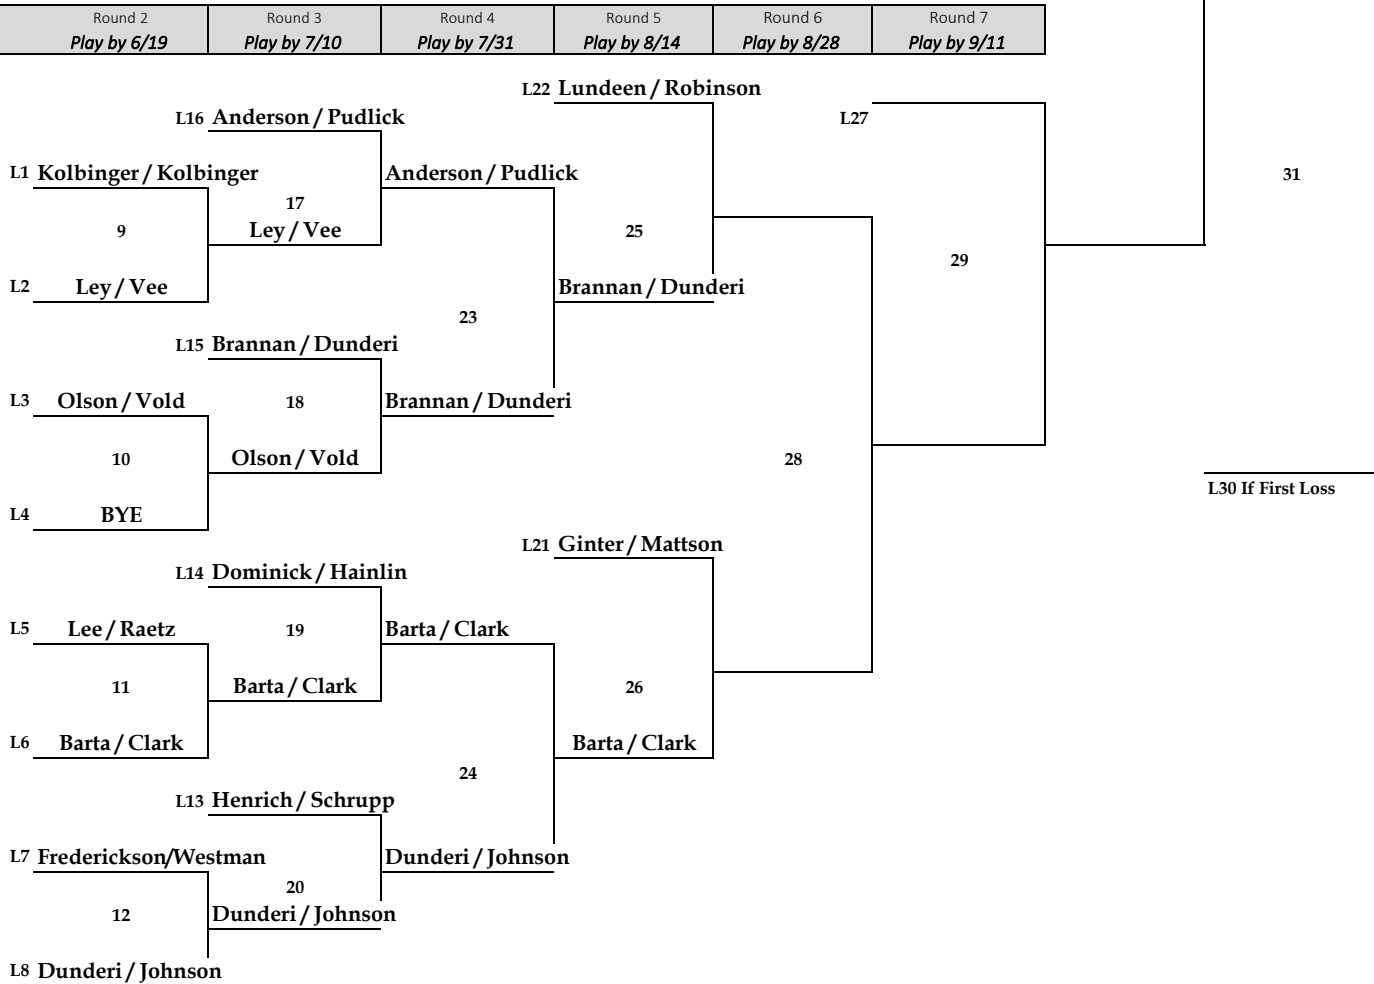 Round 2 Round 3 Round 4 Round 5 Round 6 Round 7
Play by 6/19 Play by 7/10 Play by 7/31 Play by 8/14 Play by 8/28 Play by 9/11
L22 Lundeen / Robinson
L16 Anderson / Pudlick
L27
L1 Kolbinger / Kolbinger
Anderson / Pudlick
31
17
9
Ley / Vee
25
29
L2 Ley / Vee
Brannan / Dunderi
23
L15 Brannan / Dunderi
L3 Olson / Vold
18
Brannan / Dunderi
10
Olson / Vold
28
L30 If First Loss
L4 BYE
L21 Ginter / Mattson
L14 Dominick / Hainlin
L5 Lee / Raetz
19
Barta / Clark
11
Barta / Clark
26
L6 Barta / Clark
Barta / Clark
24
L13 Henrich / Schrupp
L7 Frederickson/Westman
Dunderi / Johnson
20
12
Dunderi / Johnson
L8 Dunderi / Johnson